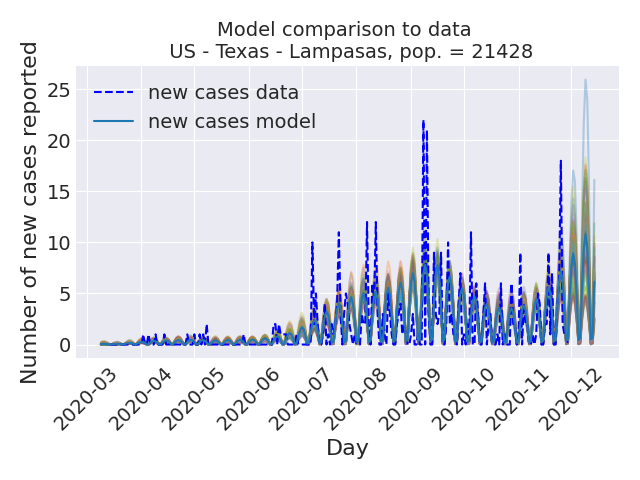 Model comparison to data
US - Texas - Lampasas, pop. = 21428
Number of new cases reported
25
20
15
10
5
0
new cases data
new cases model
2020-03
2020-04
2020-05
2020-06
2020-07
2020-08
2020-09
2020-10
2020-11
2020-12
Day